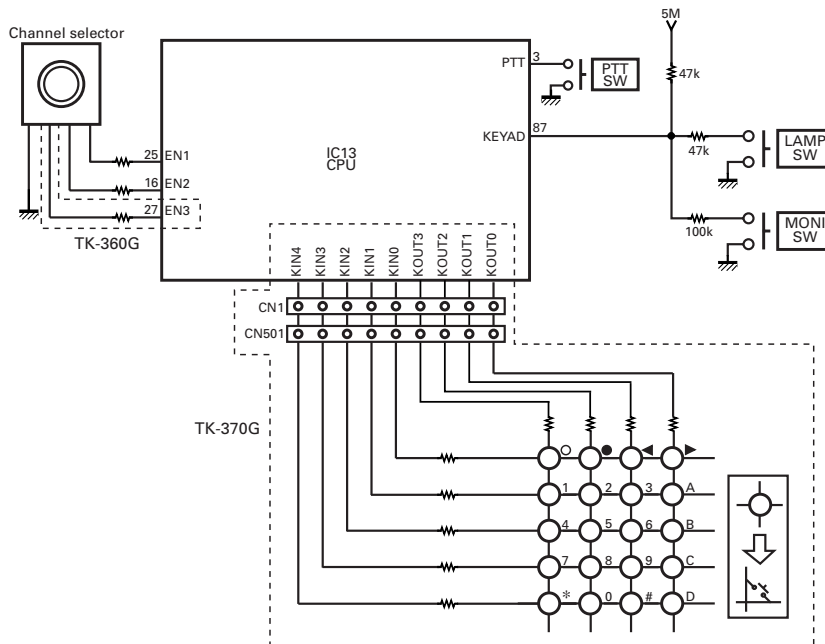 Channel selector
25 EN1
16 EN2
27 EN3
TK-360G
IC13
CPU
PTT 3
PTT
SW
KEYAD 87
5M
47k
47k
LAMP
SW
100k
MONI
SW
KIN4
KIN3
KIN2
KIN1
KIN0
KOUT3
KOUT2
KOUT1
KOUT0
CN1
CN501
TK-370G
1 2 3 A
4 5 6 B
7 8 9 C
* 0 # D